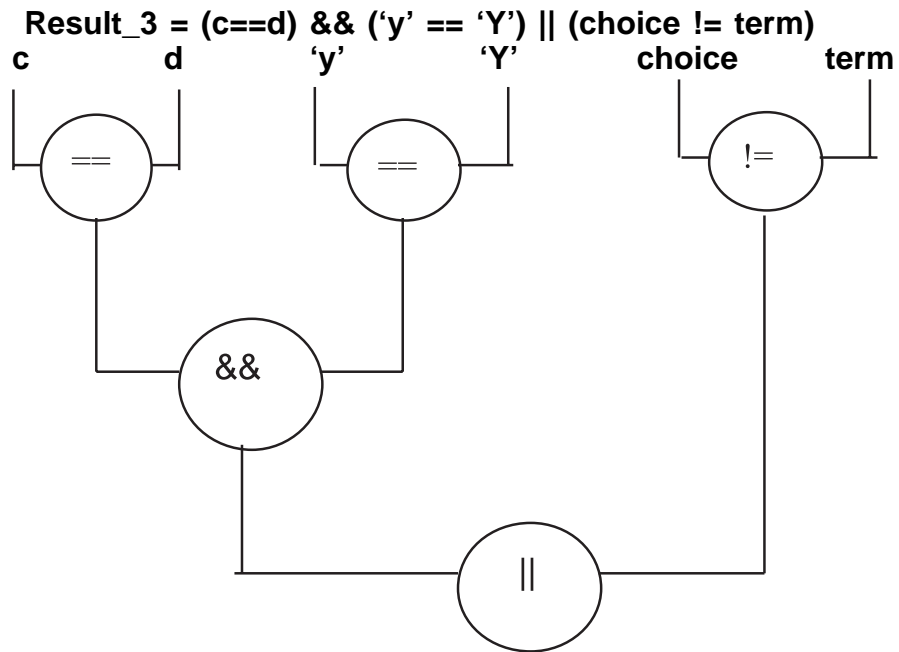 Result_3 = (c==d) && (‘y’ == ‘Y’) || (choice != term)
c d ‘y’ ‘Y’ choice term
== == !=
&&
||